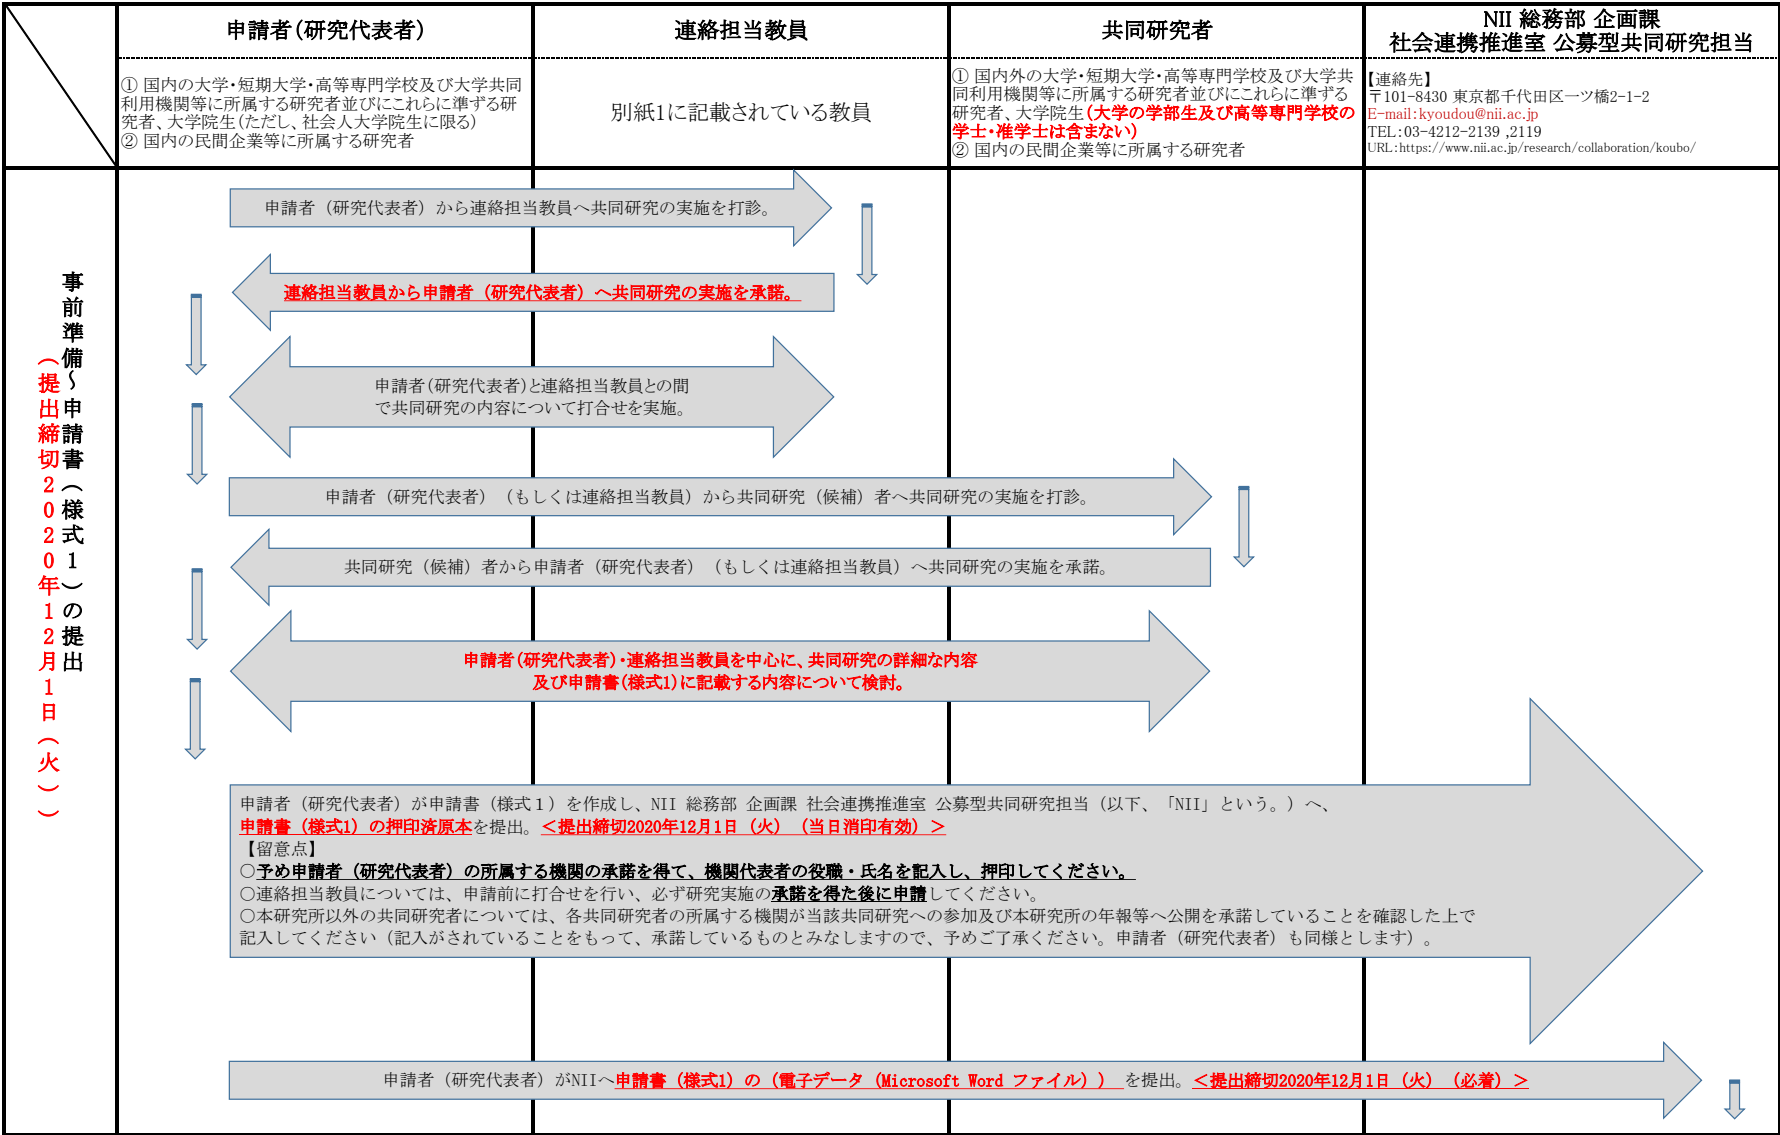 申請者(研究代表者)
連絡担当教員
共同研究者
NII 総務部 企画課
社会連携推進室 公募型共同研究担当
① 国内の大学・短期大学・高等専門学校及び大学共同
利用機関等に所属する研究者並びにこれらに準ずる研
究者、大学院生(ただし、社会人大学院生に限る)
② 国内の民間企業等に所属する研究者
別紙1に記載されている教員
① 国内外の大学・短期大学・高等専門学校及び大学共
同利用機関等に所属する研究者並びにこれらに準ずる
研究者、大学院生(大学の学部生及び高等専門学校の
学士・准学士は含まない)
② 国内の民間企業等に所属する研究者
【連絡先】
〒101-8430 東京都千代田区一ツ橋2-1-2
E-mail:kyoudou@nii.ac.jp
TEL:03-4212-2139 ,2119
URL:https://www.nii.ac.jp/research/collaboration/koubo/
事前準備～申請書(様式1)の提出
(提出締切2020年12月1日(火))
申請者（研究代表者）から連絡担当教員へ共同研究の実施を打診。
連絡担当教員から申請者（研究代表者）へ共同研究の実施を承諾。
申請者(研究代表者)と連絡担当教員との間
で共同研究の内容について打合せを実施。
申請者（研究代表者）（もしくは連絡担当教員）から共同研究（候補）者へ共同研究の実施を打診。
共同研究（候補）者から申請者（研究代表者）（もしくは連絡担当教員）へ共同研究の実施を承諾。
申請者(研究代表者)・連絡担当教員を中心に、共同研究の詳細な内容
及び申請書(様式1)に記載する内容について検討。
申請者（研究代表者）が申請書（様式１）を作成し、NII 総務部 企画課 社会連携推進室 公募型共同研究担当（以下、「NII」という。）へ、
申請書（様式1）の押印済原本を提出。＜提出締切2020年12月1日（火）（当日消印有効）＞
【留意点】
○予め申請者（研究代表者）の所属する機関の承諾を得て、機関代表者の役職・氏名を記入し、押印してください。
○連絡担当教員については、申請前に打合せを行い、必ず研究実施の承諾を得た後に申請してください。
○本研究所以外の共同研究者については、各共同研究者の所属する機関が当該共同研究への参加及び本研究所の年報等へ公開を承諾していることを確認した上で
記入してください（記入がされていることをもって、承諾しているものとみなしますので、予めご了承ください。申請者（研究代表者）も同様とします）。
申請者（研究代表者）がNIIへ申請書（様式1）の（電子データ（Microsoft Word ファイル）） を提出。＜提出締切2020年12月1日（火）（必着）＞